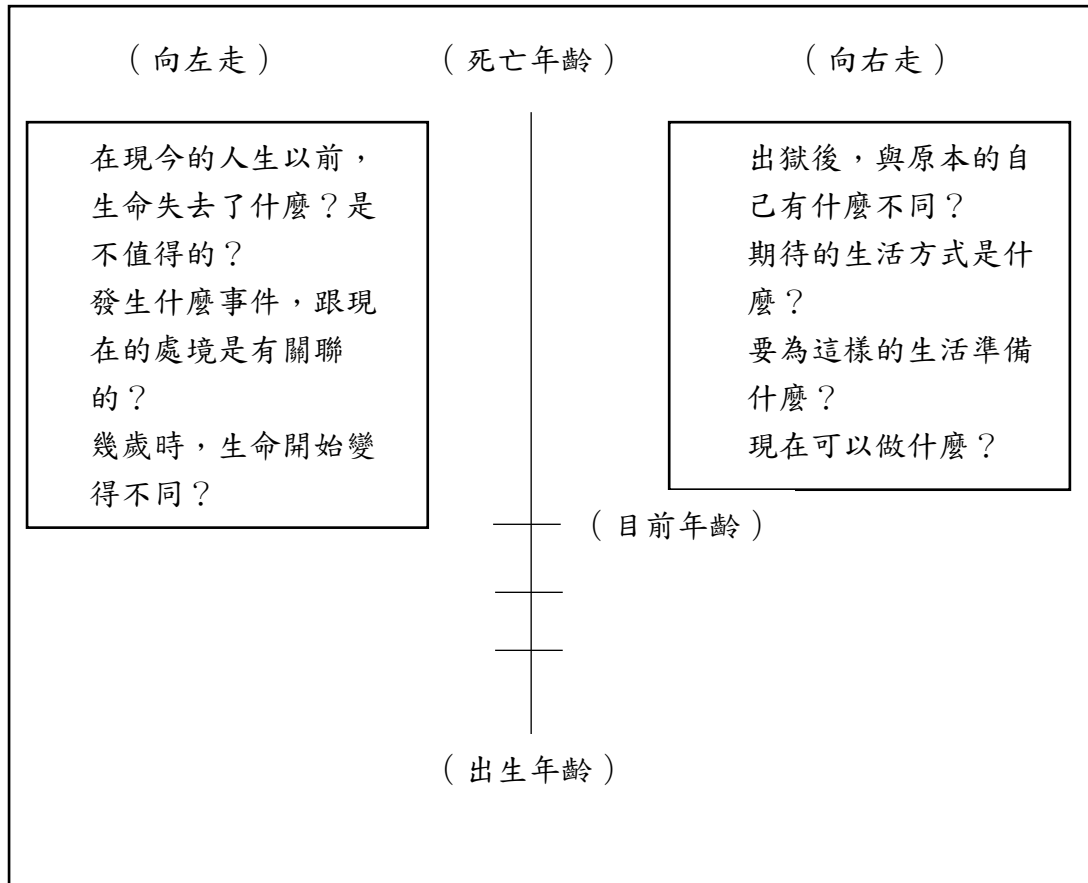 （向左走）
（死亡年齡）
（向右走）
在現今的人生以前，
生命失去了什麼？是
不值得的？
發生什麼事件，跟現
在的處境是有關聯
的？
幾歲時，生命開始變
得不同？
出獄後，與原本的自
己有什麼不同？
期待的生活方式是什
麼？
要為這樣的生活準備
什麼？
現在可以做什麼？
（目前年齡）
（出生年齡）